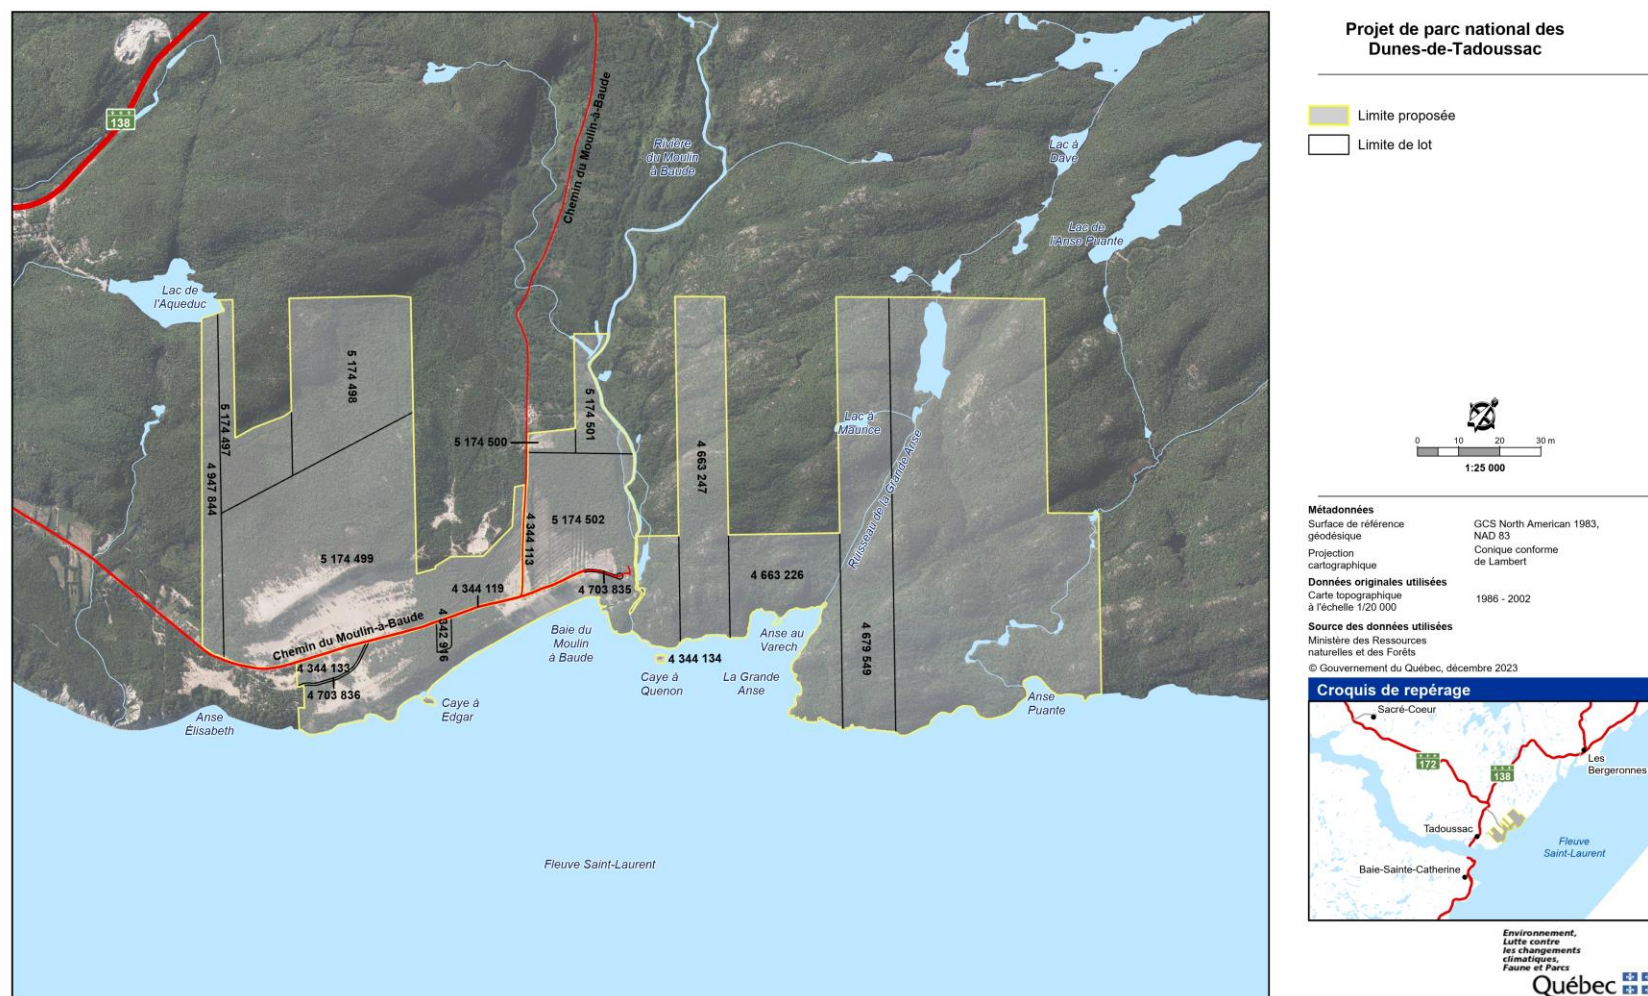 Projet de parc national des
Dunes-de-Tadoussac
Limite proposée
Limite de lot
138
Chemin du Moulin-à-Baude
Rivière
du Moulin
à Baude
Lac à
Dave
Lac de
l'Anse Puante
Lac de
l'Aqueduc
5 174 497
4 947 844
5 174 498
5 174 499
5 174 500
5 174 501
5 174 502
4 344 113
4 344 119
4 342 916
4 703 835
Chemin du Moulin-à-Baude
4 344 133
4 703 836
4 663 247
4 663 226
4 679 549
4 344 134
Lac à
Maurice
Ruisseau de la Grande Anse
Baie du
Moulin
à Baude
Anse au
Varech
Caye à
Quenon
La Grande
Anse
Anse
Puante
Caye à
Edgar
Anse
Élisabeth
Fleuve Saint-Laurent
0 10 20 30 m
1:25 000
Métadonnées
Surface de référence
géodésique
GCS North American 1983,
NAD 83
Projection
cartographique
Conique conforme
de Lambert
Données originales utilisées
Carte topographique
à l'échelle 1/20 000
1986 - 2002
Source des données utilisées
Ministère des Ressources
naturelles et des Forêts
© Gouvernement du Québec, décembre 2023
Croquis de repérage
Sacré-Coeur
172
138
Les
Bergeronnes
Tadoussac
Fleuve
Saint-Laurent
Baie-Sainte-Catherine
Environnement,
Lutte contre
les changements
climatiques,
Faune et Parcs
Québec